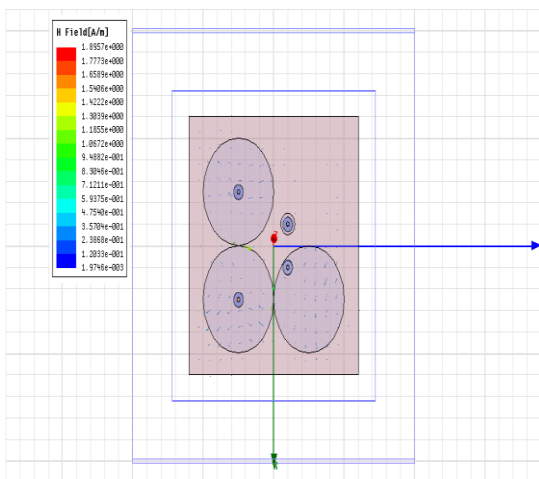 H Field[A/m]
1.8957e+000
1.7773e+000
1.6589e+000
1.5406e+000
1.4222e+000
1.3039e+000
1.1855e+000
1.0672e+000
9.4882e-001
8.3046e-001
7.1211e-001
5.9375e-001
4.7540e-001
3.5704e-001
2.3868e-001
1.2033e-001
1.9746e-003